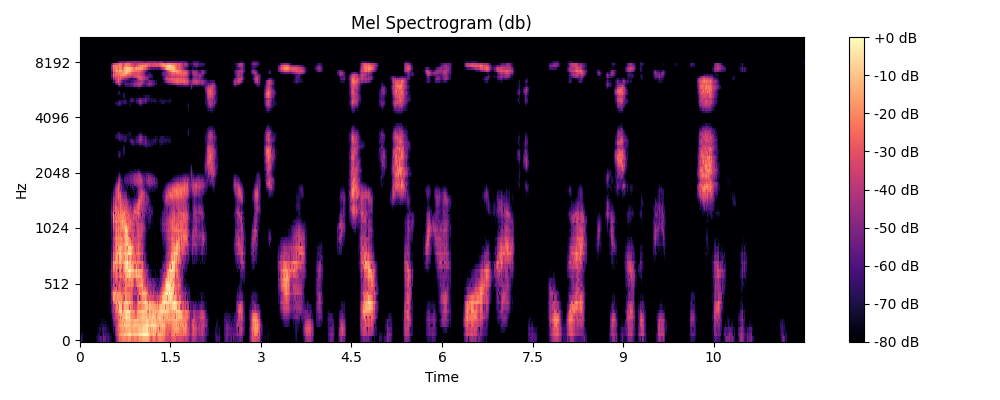 Mel Spectrogram (db)
Hz
8192
4096
2048
1024
512
0
0 1.5 3 4.5 6 7.5 9 10
Time
+0 dB
-10 dB
-20 dB
-30 dB
-40 dB
-50 dB
-60 dB
-70 dB
-80 dB